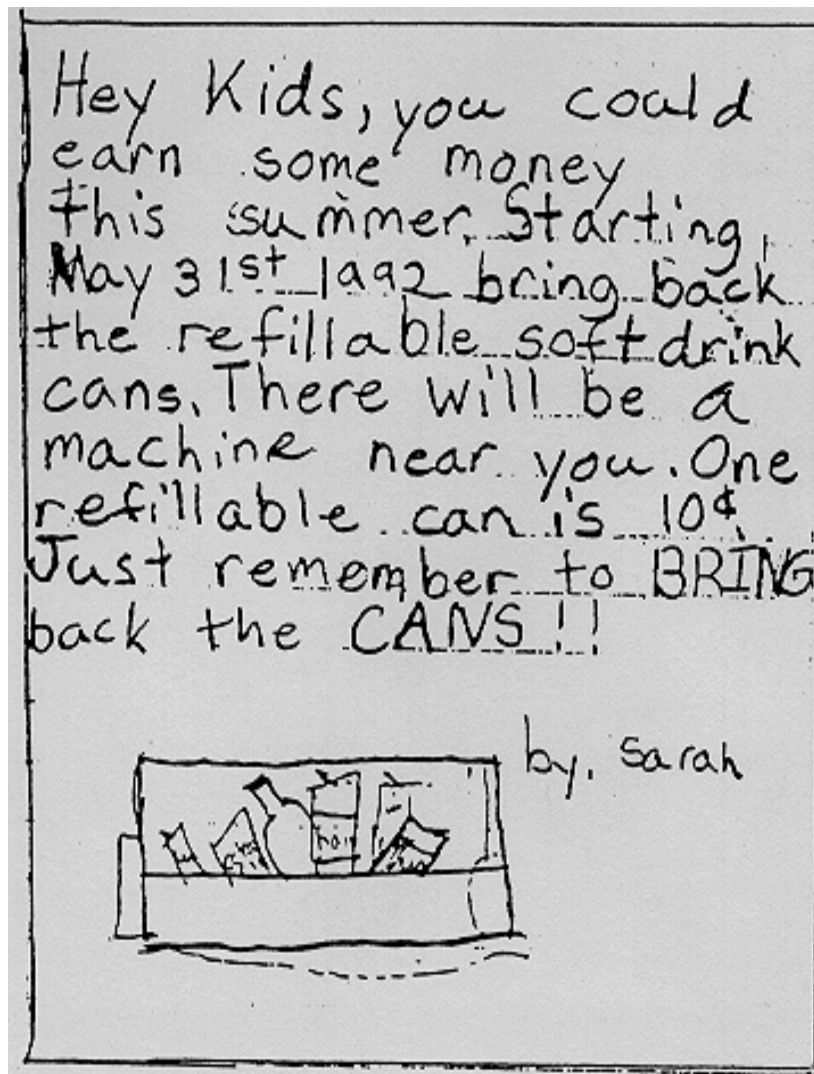 Hey Kids, you could
earn some money
this summer. Starting
May 31st 1992 bring back
the refillable soft drink
cans. There will be a
machine near you. One
refillable can is 10¢.
Just remember to BRING
back the CANS!!
by, Sarah